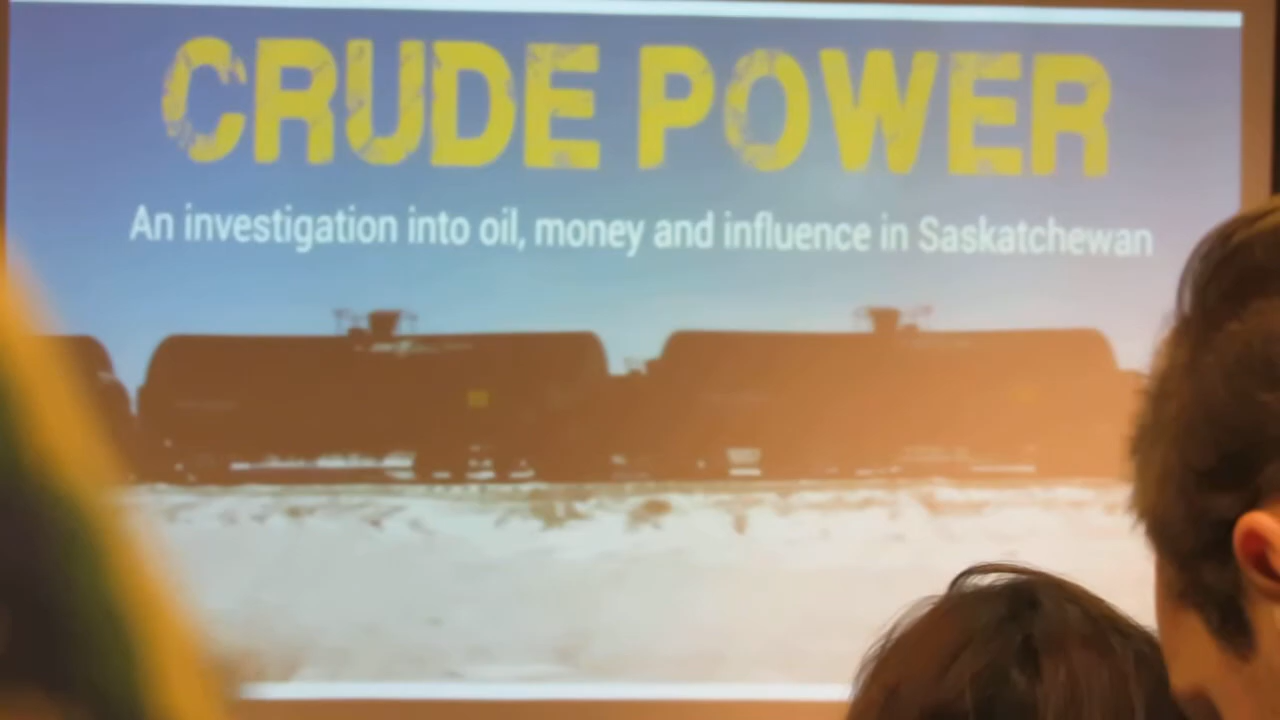 CRUDE POWER
An investigation into oil, money and influence in Saskatchewan